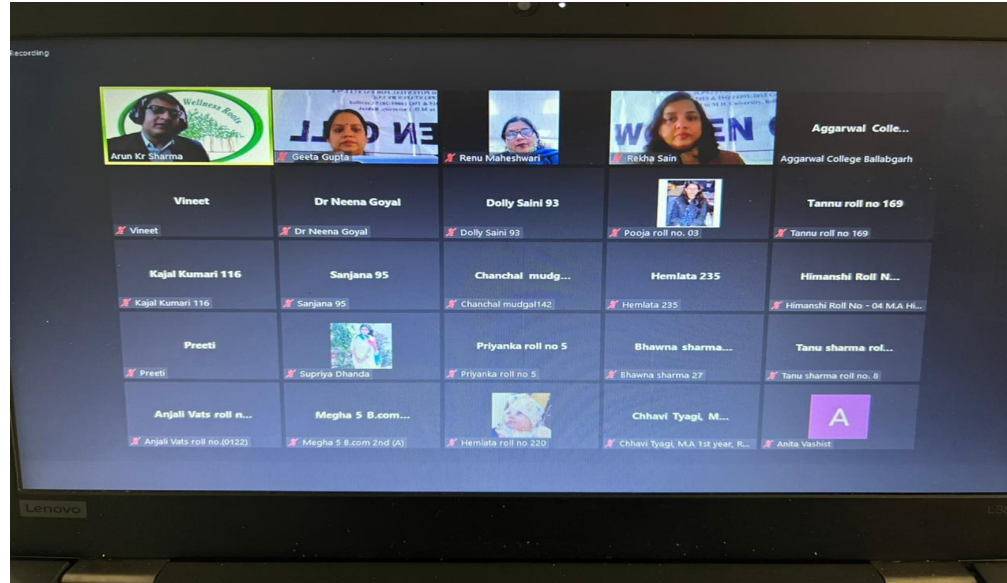 Recording
Wellness Roots
Arun Kr Sharma
EN CELL
Geeta Gupta
Renu Maheshwari
WOMEN
Rekha Sain
Aggarwal Colle...
Aggarwal College Ballabgarh
Vineet
Vineet
Dr Neena Goyal
Dr Neena Goyal
Dolly Saini 93
Dolly Saini 93
Pooja roll no. 03
Tannu roll no 169
Tannu roll no 169
Kajal Kumari 116
Kajal Kumari 116
Sanjana 95
Sanjana 95
Chanchal mudg...
Chanchal mudgal142
Hemlata 235
Hemlata 235
Himanshi Roll N...
Himanshi Roll No - 04 M.A Hi...
Preeti
Preeti
Supriya Dhanda
Priyanka roll no 5
Priyanka roll no 5
Bhawna sharma...
Bhawna sharma 27
Tanu sharma rol...
Tanu sharma roll no. 8
Anjali Vats roll n...
Anjali Vats roll no.(0122)
Megha 5 B.com...
Megha 5 B.com 2nd (A)
Hemlata roll no 220
Chhavi Tyagi, M...
Chhavi Tyagi, M.A 1st year, R...
A
Anita Vashist
Lenovo